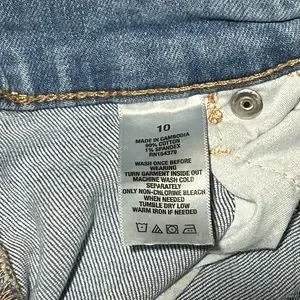 10
MADE IN CAMBODIA
99% COTTON
1% SPANDEX
RN154379
WASH ONCE BEFORE
WEARING
TURN GARMENT INSIDE OUT
MACHINE WASH COLD
SEPARATELY
ONLY NON-CHLORINE BLEACH
WHEN NEEDED
TUMBLE DRY LOW
WARM IRON IF NEEDED